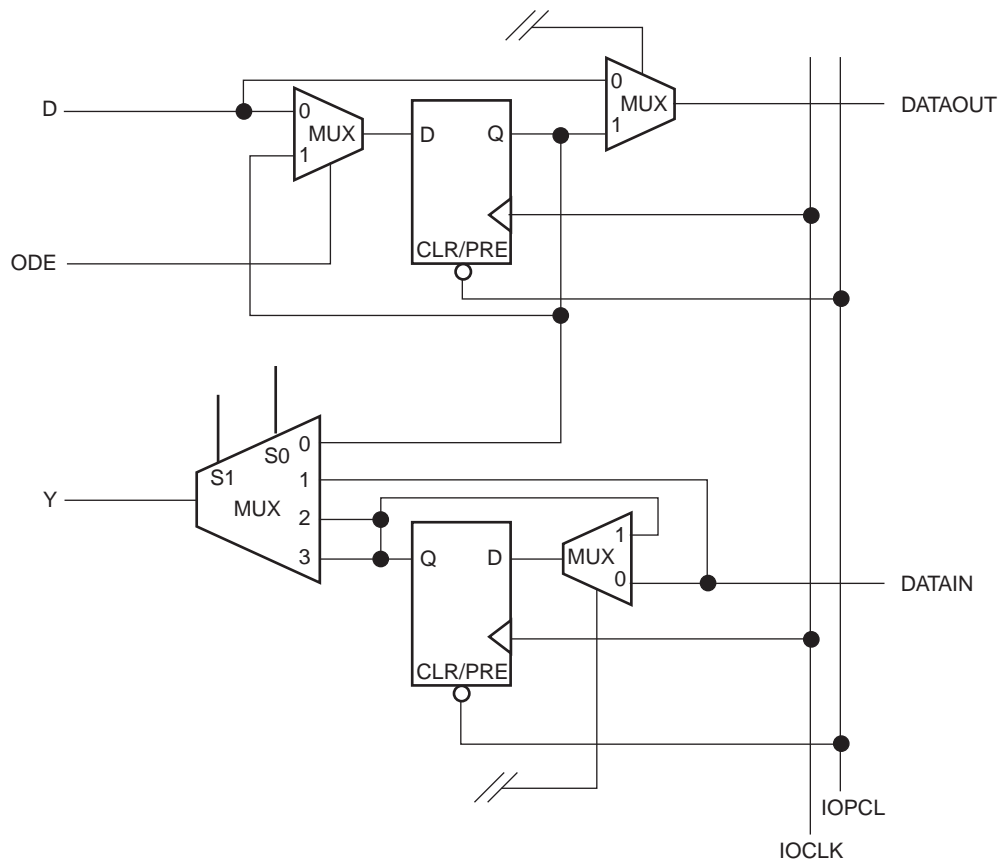 0
MUX
1
DATAOUT
D
0
MUX
1
D
Q
CLR/PRE
ODE
S1
S0
0
1
2
3
MUX
Y
Q
D
CLR/PRE
1
MUX
0
DATAIN
IOPCL
IOCLK